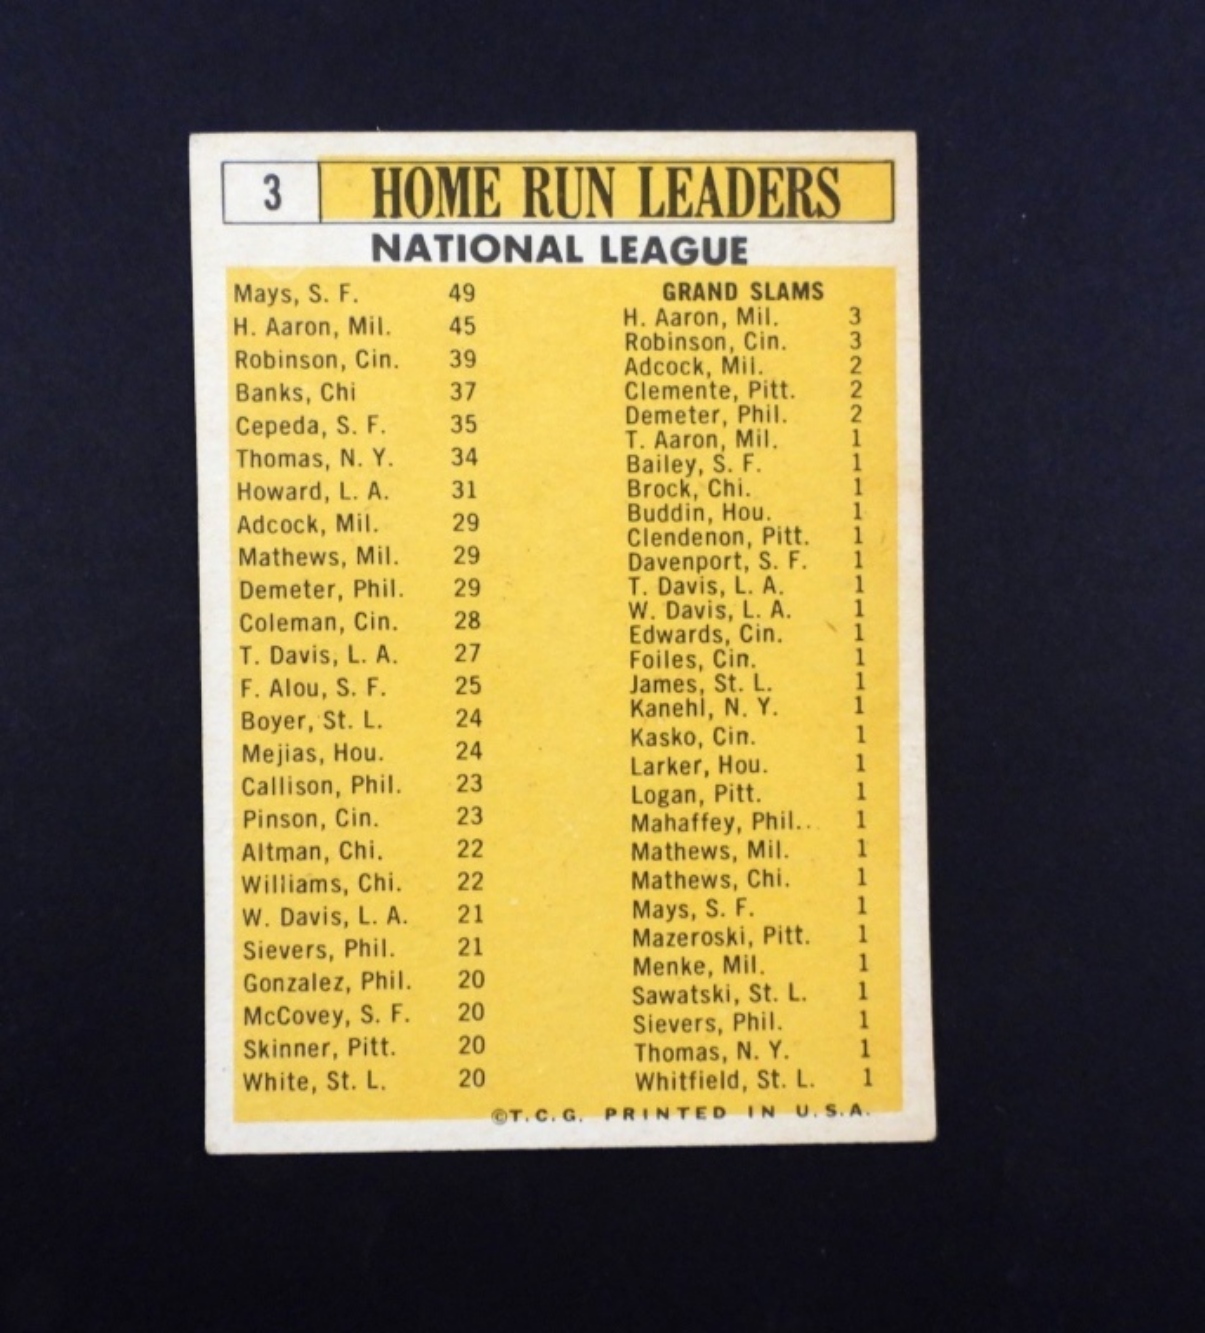 3
HOME RUN LEADERS
NATIONAL LEAGUE
Mays, S. F. 49
H. Aaron, Mil. 45
Robinson, Cin. 39
Banks, Chi 37
Cepeda, S. F. 35
Thomas, N. Y. 34
Howard, L. A. 31
Adcock, Mil. 29
Mathews, Mil. 29
Demeter, Phil. 29
Coleman, Cin. 28
T. Davis, L. A. 27
F. Alou, S. F. 25
Boyer, St. L. 24
Mejias, Hou. 24
Callison, Phil. 23
Pinson, Cin. 23
Altman, Chi. 22
Williams, Chi. 22
W. Davis, L. A. 21
Sievers, Phil. 21
Gonzalez, Phil. 20
McCovey, S. F. 20
Skinner, Pitt. 20
White, St. L. 20
GRAND SLAMS
H. Aaron, Mil. 3
Robinson, Cin. 3
Adcock, Mil. 2
Clemente, Pitt. 2
Demeter, Phil. 2
T. Aaron, Mil. 1
Bailey, S. F. 1
Brock, Chi. 1
Buddin, Hou. 1
Clendenon, Pitt. 1
Davenport, S. F. 1
T. Davis, L. A. 1
W. Davis, L. A. 1
Edwards, Cin. 1
Foiles, Cin. 1
James, St. L. 1
Kanehl, N. Y. 1
Kasko, Cin. 1
Larker, Hou. 1
Logan, Pitt. 1
Mahaffey, Phil... 1
Mathews, Mil. 1
Mathews, Chi. 1
Mays, S. F. 1
Mazeroski, Pitt. 1
Menke, Mil. 1
Sawatski, St. L. 1
Sievers, Phil. 1
Thomas, N. Y. 1
Whitfield, St. L. 1
©T.C.G. PRINTED IN U.S.A.